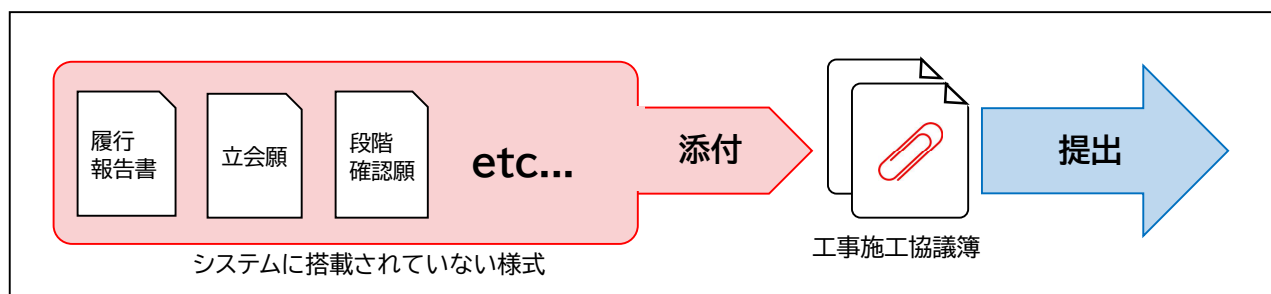 履行
報告書
立会願
段階
確認願
etc...
添付
提出
工事施工協議簿
システムに搭載されていない様式